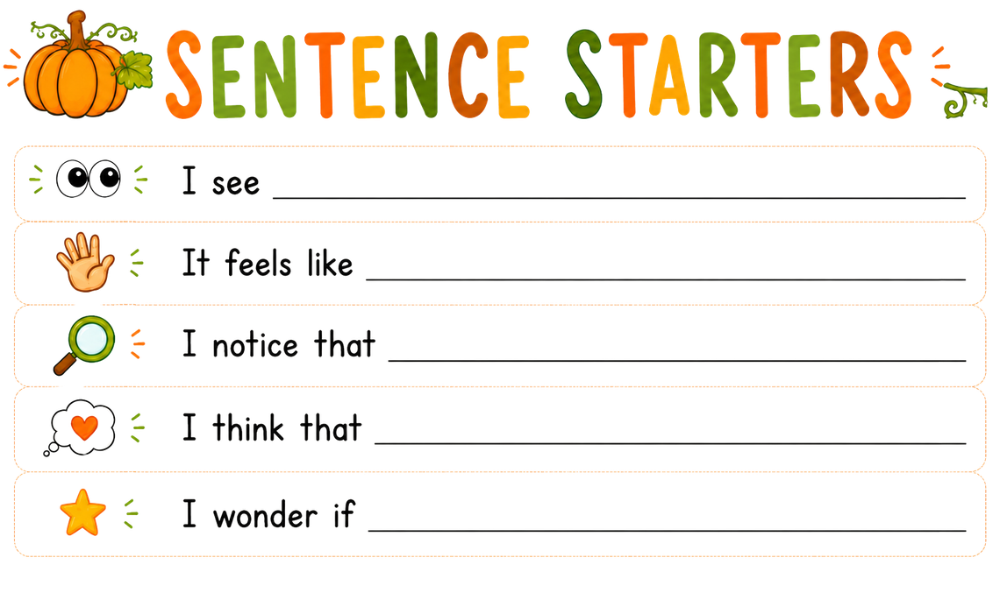 SENTENCE STARTERS
I see
It feels like
I notice that
I think that
I wonder if